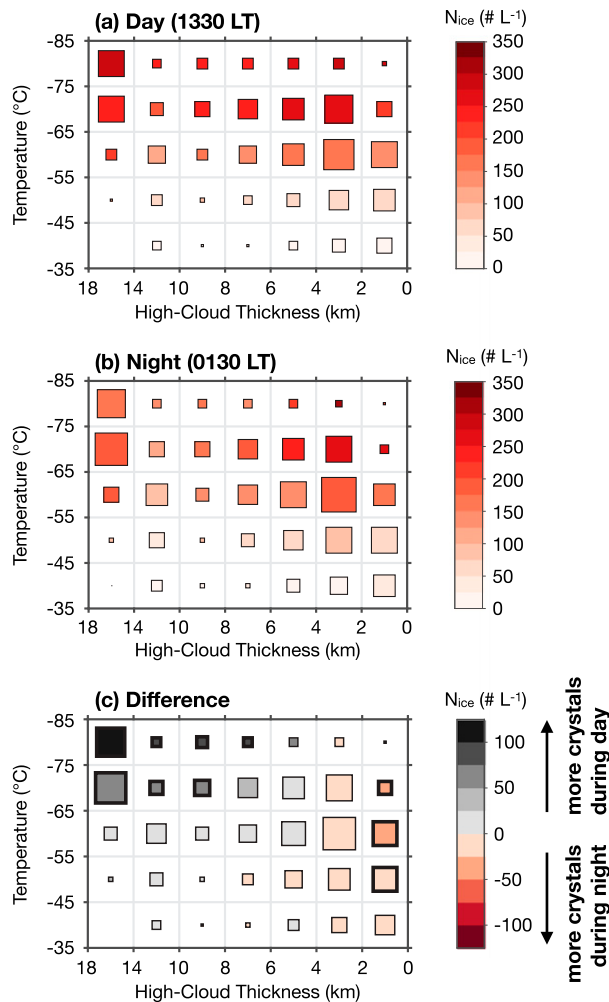 (a) Day (1330 LT)
Nice (# L-1)
Temperature (°C)
-85
-75
-65
-55
-45
-35
18 14 10 8 6 4 2 0
High-Cloud Thickness (km)
350
300
250
200
150
100
50
0
(b) Night (0130 LT)
Nice (# L-1)
Temperature (°C)
-85
-75
-65
-55
-45
-35
18 14 10 8 6 4 2 0
High-Cloud Thickness (km)
350
300
250
200
150
100
50
0
(c) Difference
Nice (# L-1)
Temperature (°C)
-85
-75
-65
-55
-45
-35
18 14 10 8 6 4 2 0
High-Cloud Thickness (km)
100
50
0
-50
-100
more crystals
during day
more crystals
during night